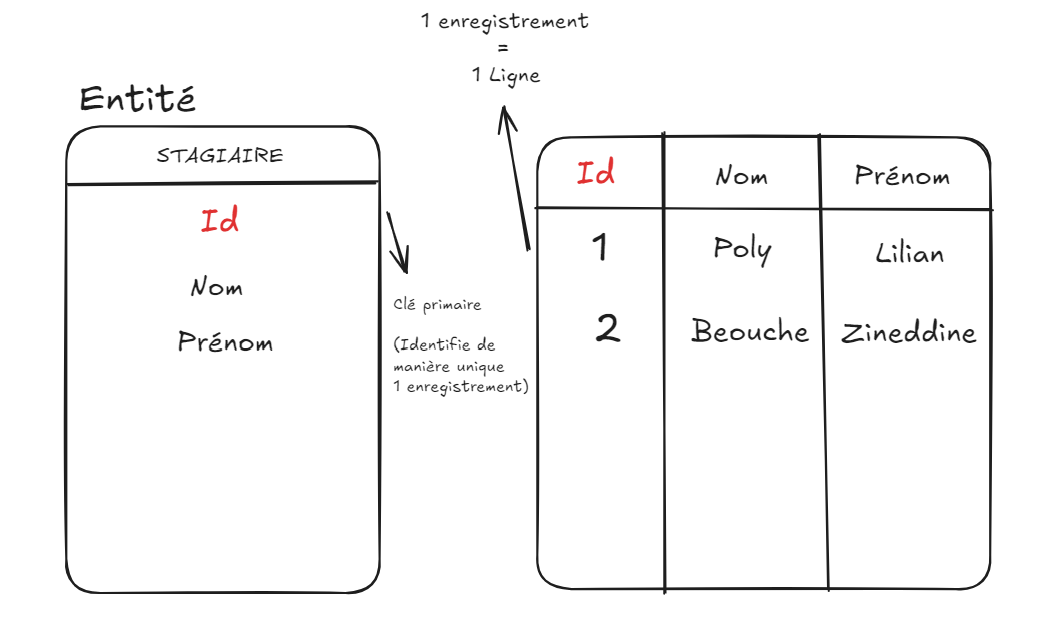 1 enregistrement
=
1 Ligne
Entité
STAGIAIRE
Id
Nom
Prénom
Clé primaire
(Identifie de
manière unique
1 enregistrement)
Id Nom Prénom
1 Poly Lilian
2 Beouche Zineddine